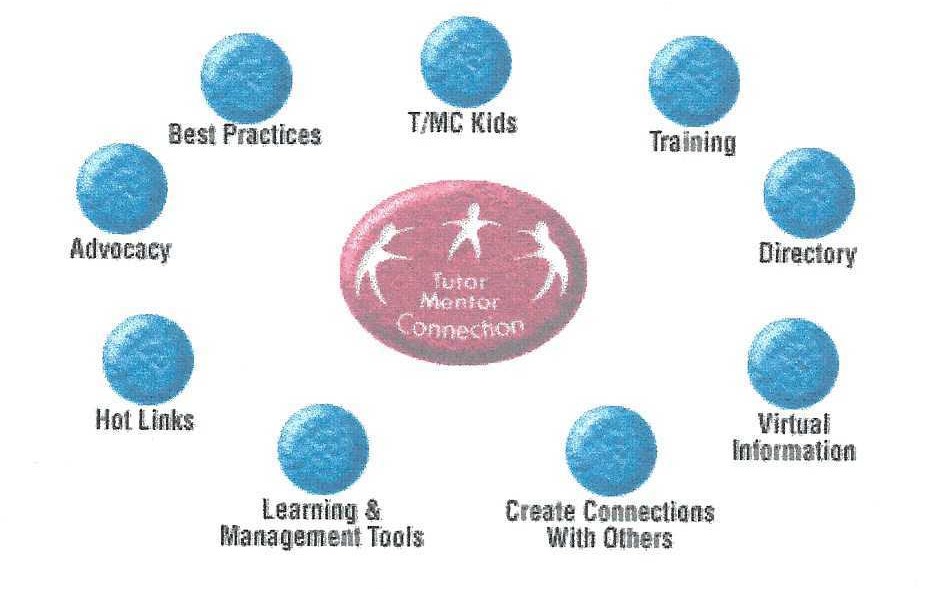 T/MC Kids
Best Practices
Training
Advocacy
Directory
Tutor
Mentor
Connection
Hot Links
Virtual
Information
Learning &
Management Tools
Create Connections
With Others